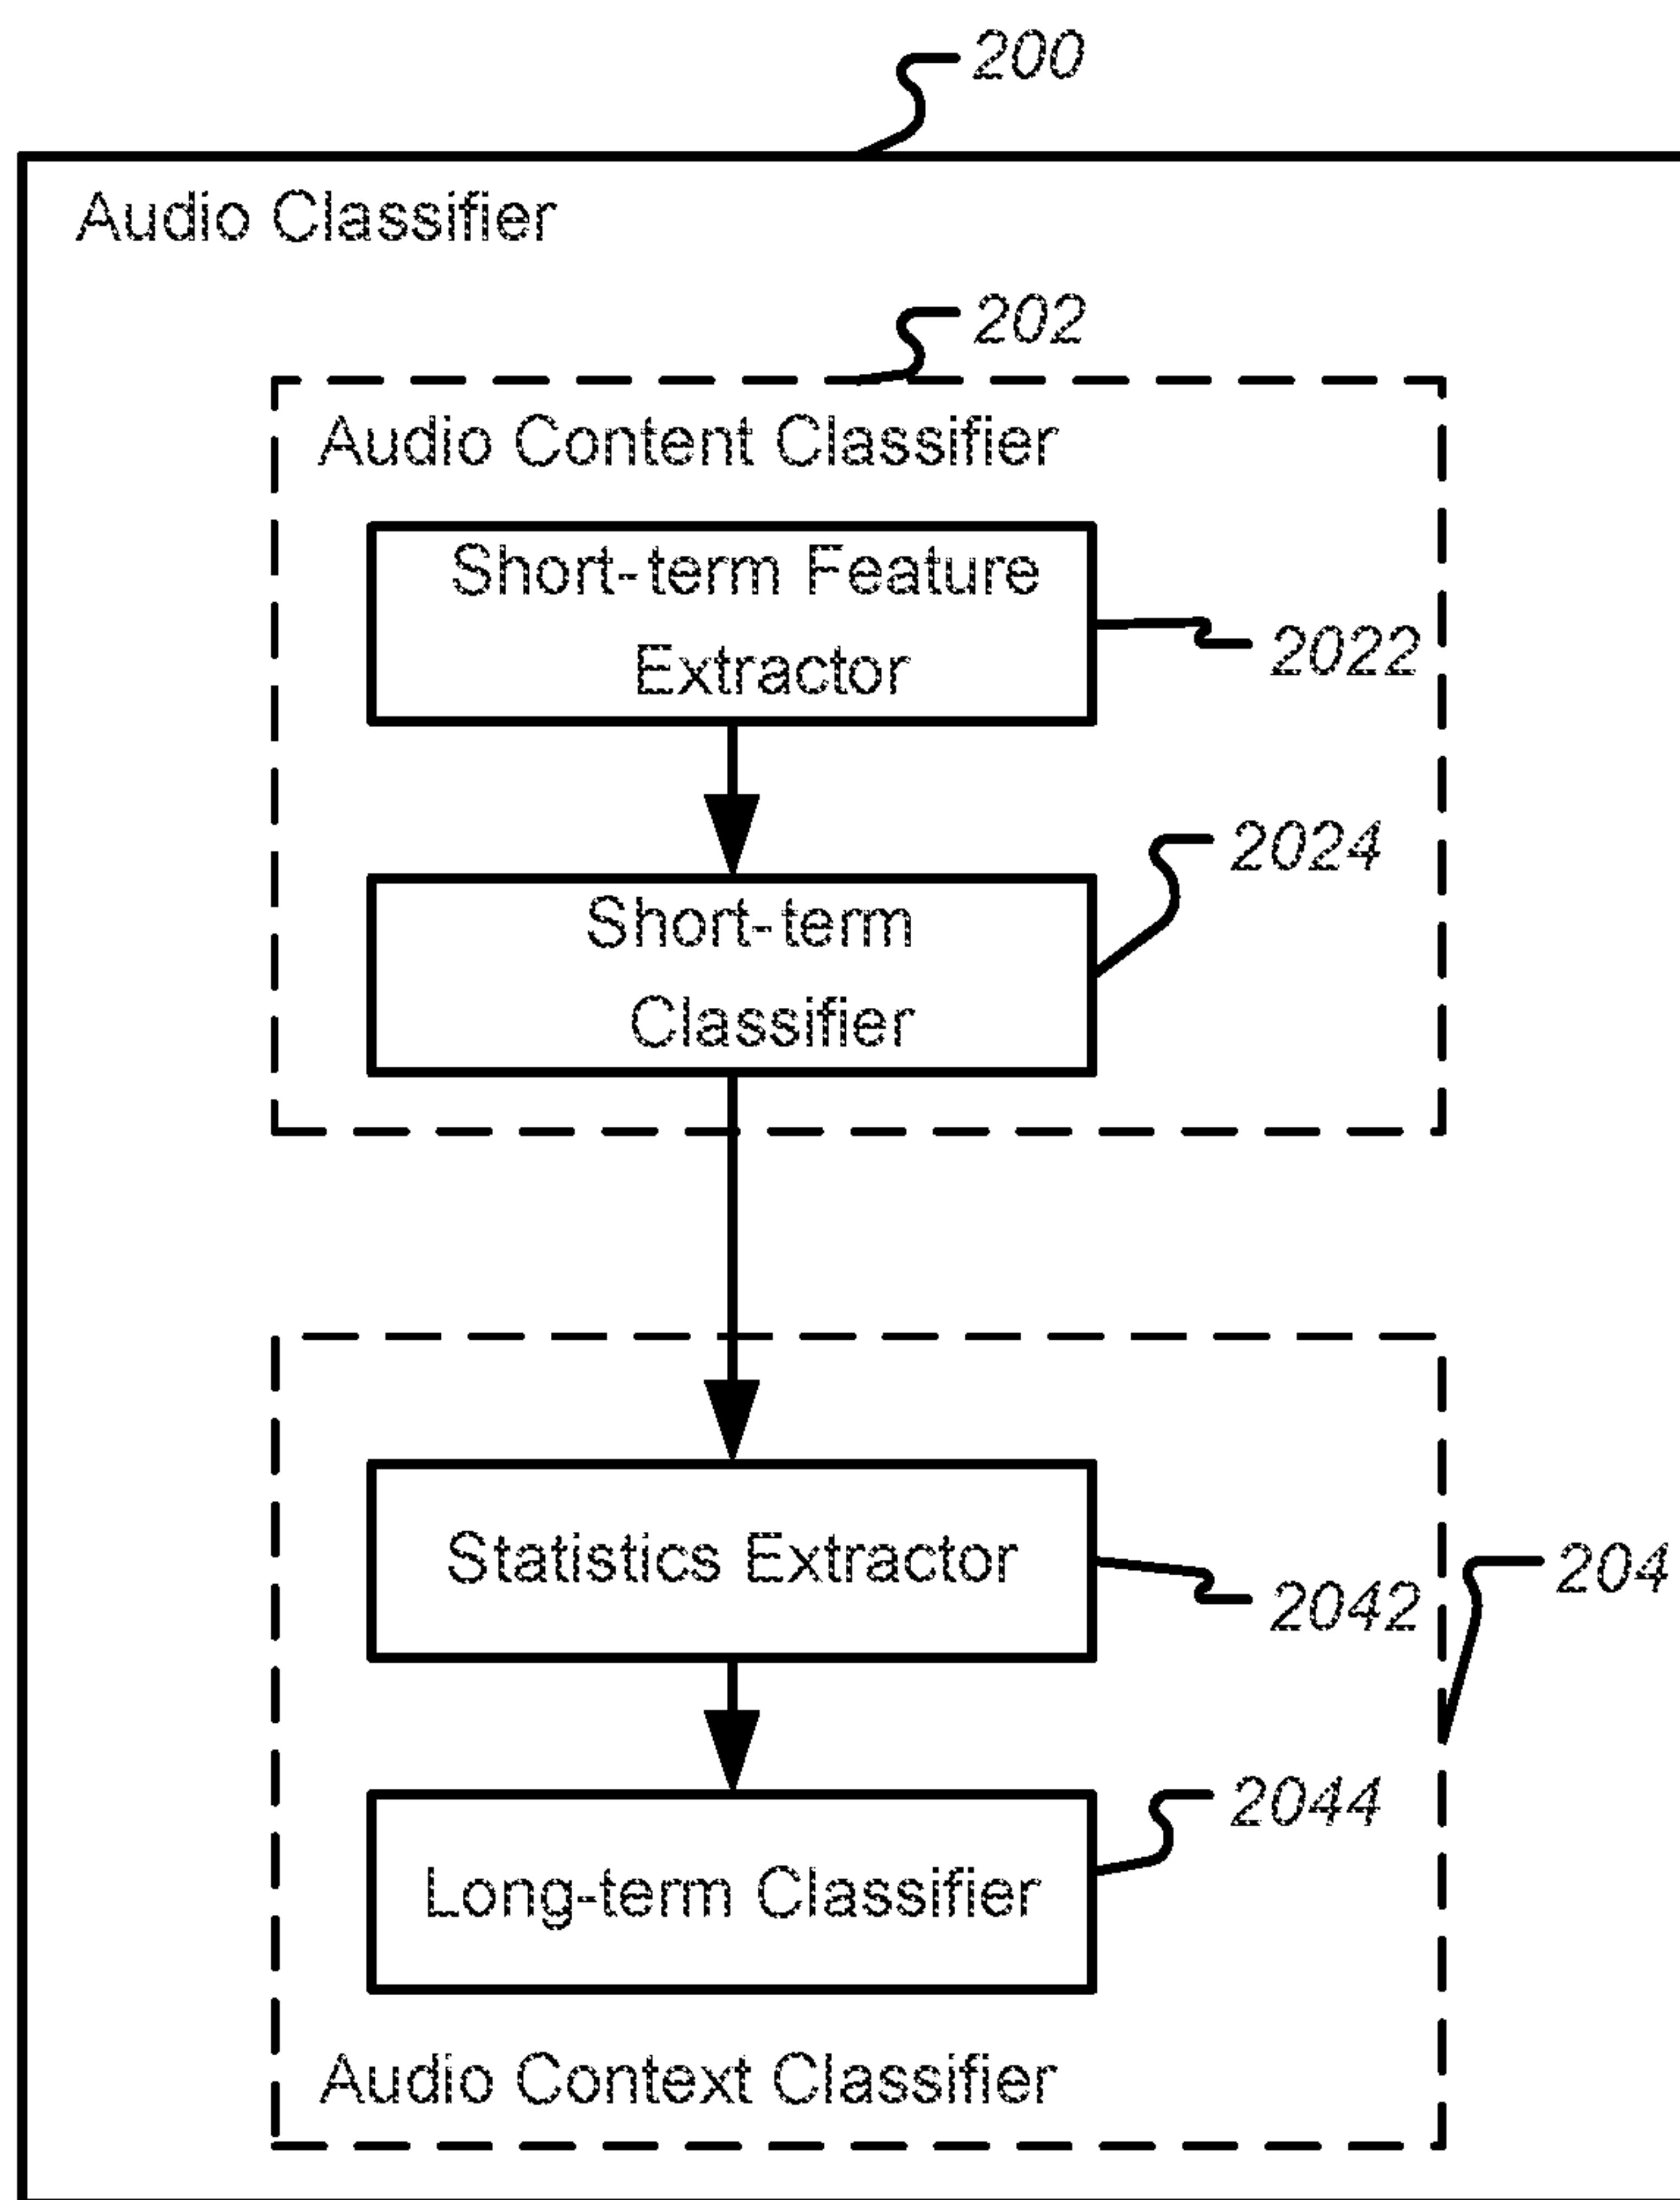 200
Audio Classifier
202
Audio Content Classifier
Short-term Feature
Extractor
2022
2024
Short-term
Classifier
Statistics Extractor
2042
204
2044
Long-term Classifier
Audio Context Classifier